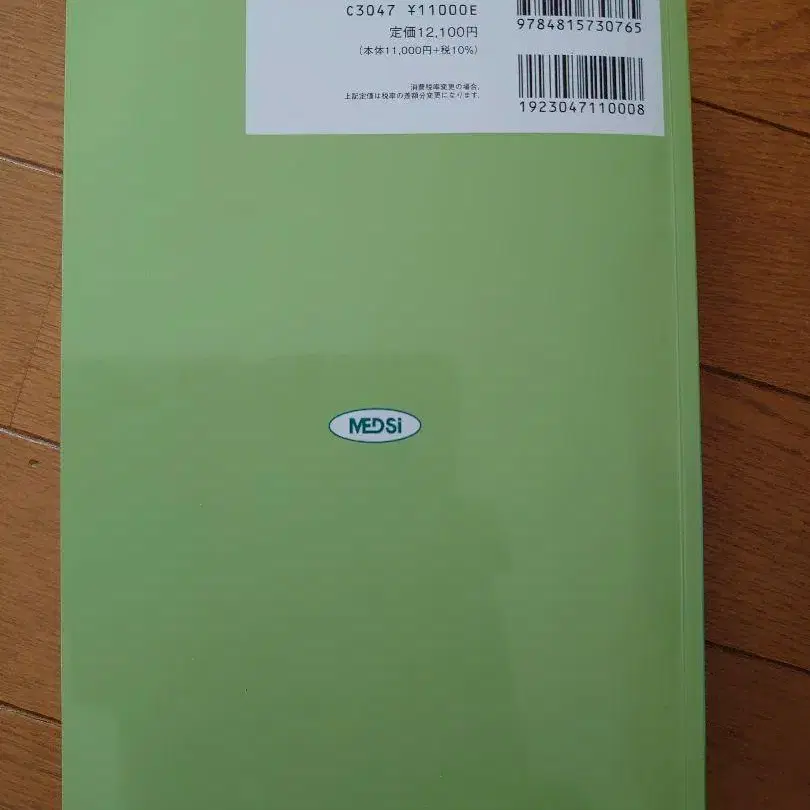 C3047 ¥11000E
定価12,100円
(本体11,000円+税10%)
消費税率変更の場合,
上記定価は税率の差額分変更になります.
9784815730765
1923047110008
MEDSi